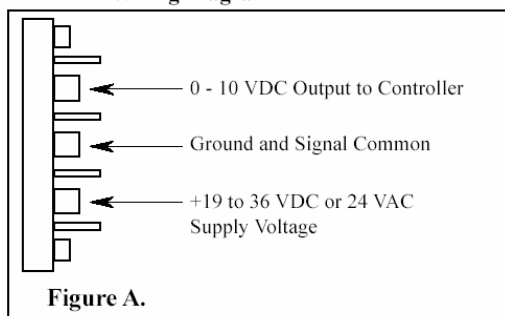 0 - 10 VDC Output to Controller
Ground and Signal Common
+19 to 36 VDC or 24 VAC
Supply Voltage
Figure A.